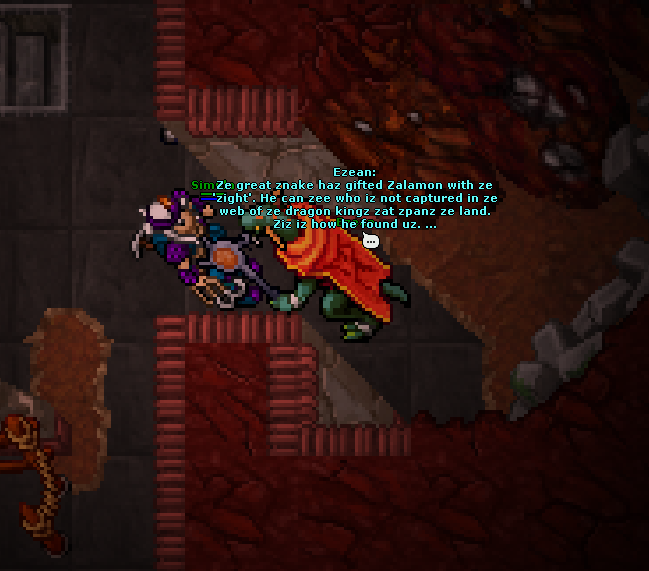 Ezean:
Ze great znake haz gifted Zalamon with ze
'zight'. He can zee who iz not captured in ze
web of ze dragon kingz zat zpanz ze land.
Ziz iz how he found uz. ...